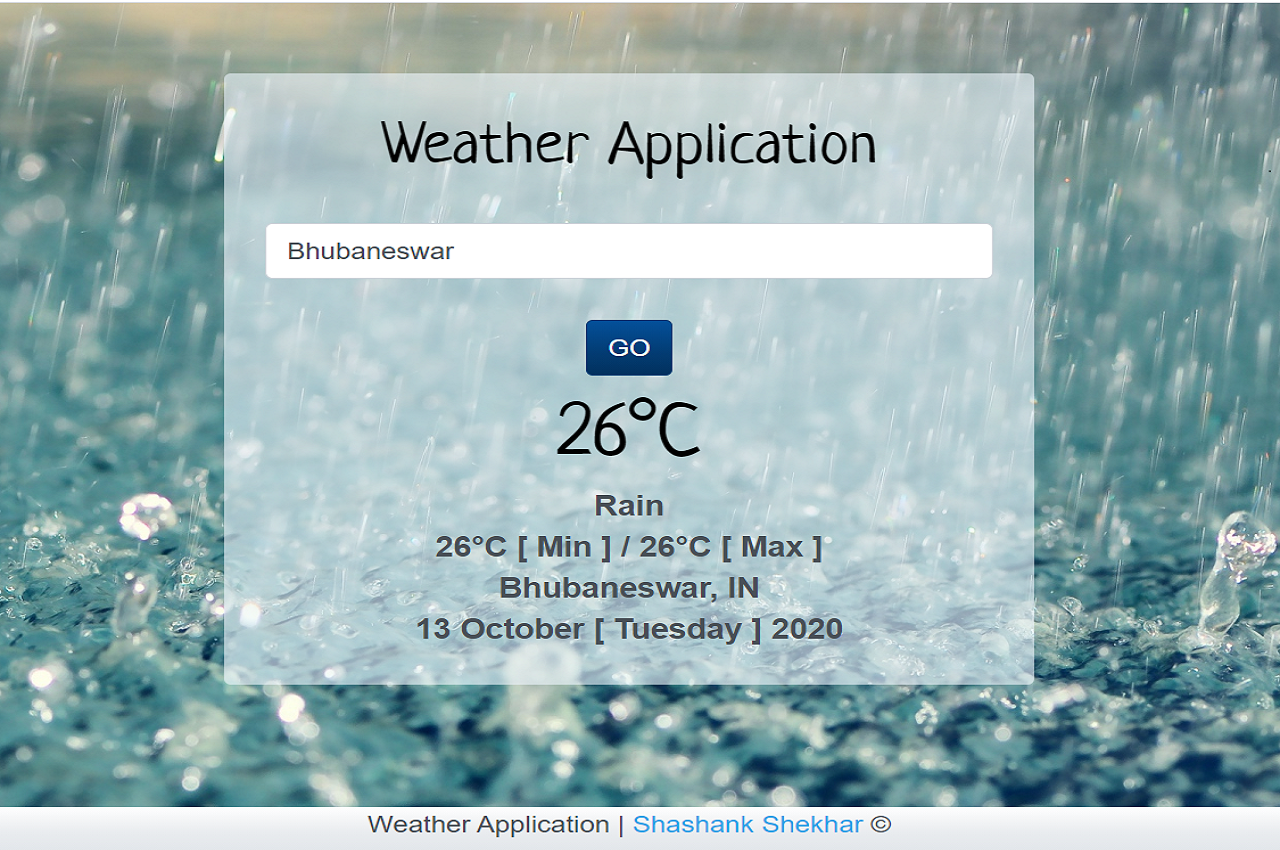 Weather Application
Bhubaneswar
GO
26°C
Rain
26°C [ Min ] / 26°C [ Max ]
Bhubaneswar, IN
13 October [ Tuesday ] 2020
Weather Application | Shashank Shekhar ©